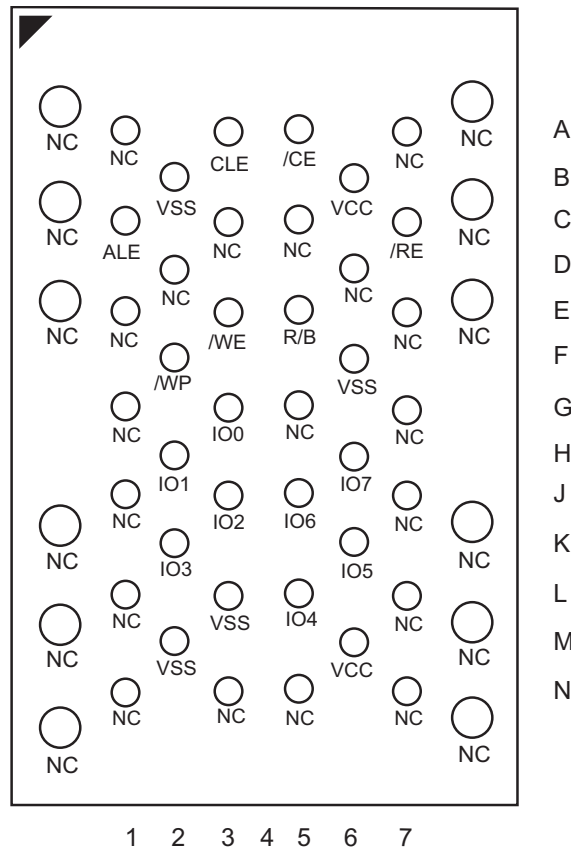 NC NC CLE /CE NC NC A
VSS VCC B
NC ALE NC NC /RE NC C
NC NC D
NC NC /WE R/B NC NC E
/WP VSS F
NC IO0 NC NC G
IO1 IO7 H
NC IO2 IO6 NC J
NC IO3 IO5 NC K
NC VSS IO4 NC L
NC VSS VCC NC M
NC NC NC NC N
NC NC
1 2 3 4 5 6 7